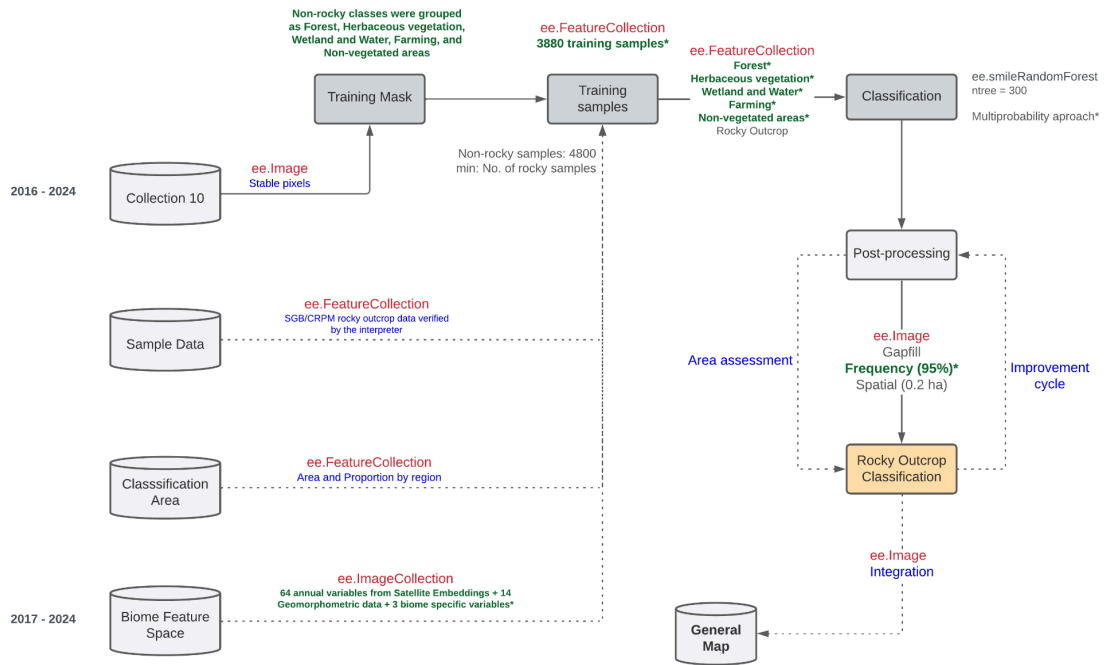 Non-rocky classes were grouped
as Forest, Herbaceous vegetation,
Wetland and Water, Farming, and
Non-vegetated areas
ee.FeatureCollection
3880 training samples*
ee.FeatureCollection
Forest*
Herbaceous vegetation*
Wetland and Water*
Farming*
Non-vegetated areas*
Rocky Outcrop
Training Mask
Training
samples
Classification
ee.smileRandomForest
ntree = 300
Multiprobability aproach*
Non-rocky samples: 4800
min: No. of rocky samples
2016 - 2024
Collection 10
ee.Image
Stable pixels
Post-processing
Sample Data
ee.FeatureCollection
SGB/CRPM rocky outcrop data verified
by the interpreter
Area assessment
ee.Image
Gapfill
Frequency (95%)*
Spatial (0.2 ha)
Improvement
cycle
Classsification
Area
ee.FeatureCollection
Area and Proportion by region
Rocky Outcrop
Classification
ee.Image
Integration
2017 - 2024
Biome Feature
Space
ee.ImageCollection
64 annual variables from Satellite Embeddings + 14
Geomorphometric data + 3 biome specific variables*
General
Map